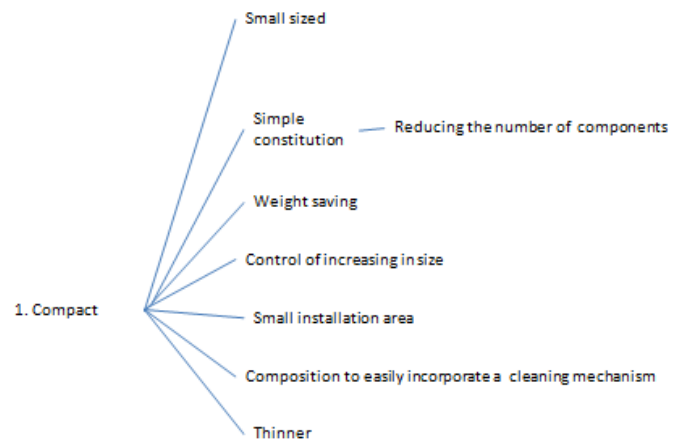 Small sized
Simple
constitution
Reducing the number of components
Weight saving
Control of increasing in size
1. Compact
Small installation area
Composition to easily incorporate a cleaning mechanism
Thinner